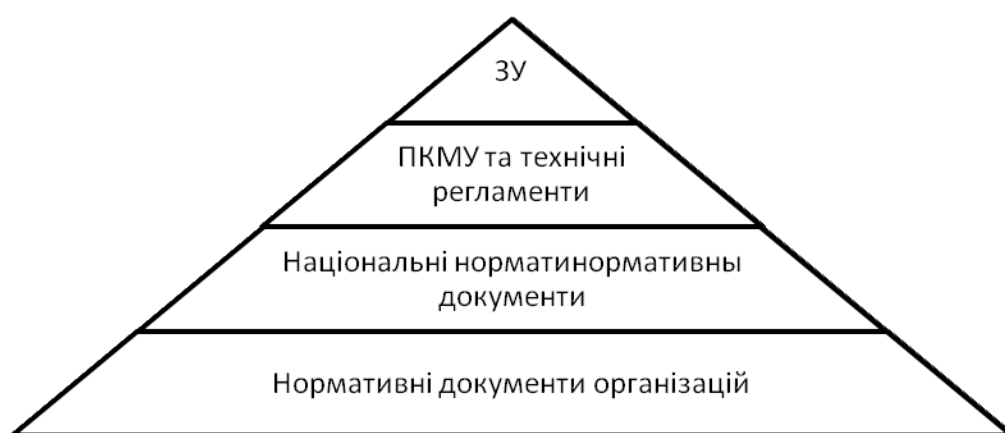 ЗУ
ПКМУ та технічні
регламенти
Національні норматинормативны
документи
Нормативні документи організацій